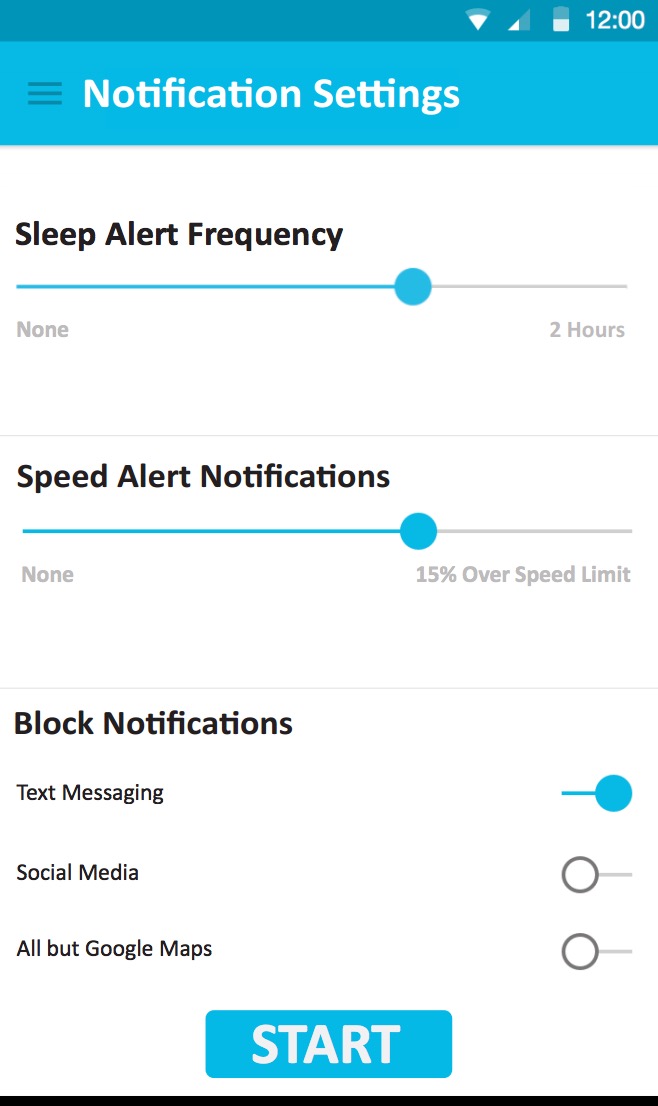 12:00
Notification Settings
Sleep Alert Frequency
None 2 Hours
Speed Alert Notifications
None 15% Over Speed Limit
Block Notifications
Text Messaging
Social Media
All but Google Maps
START